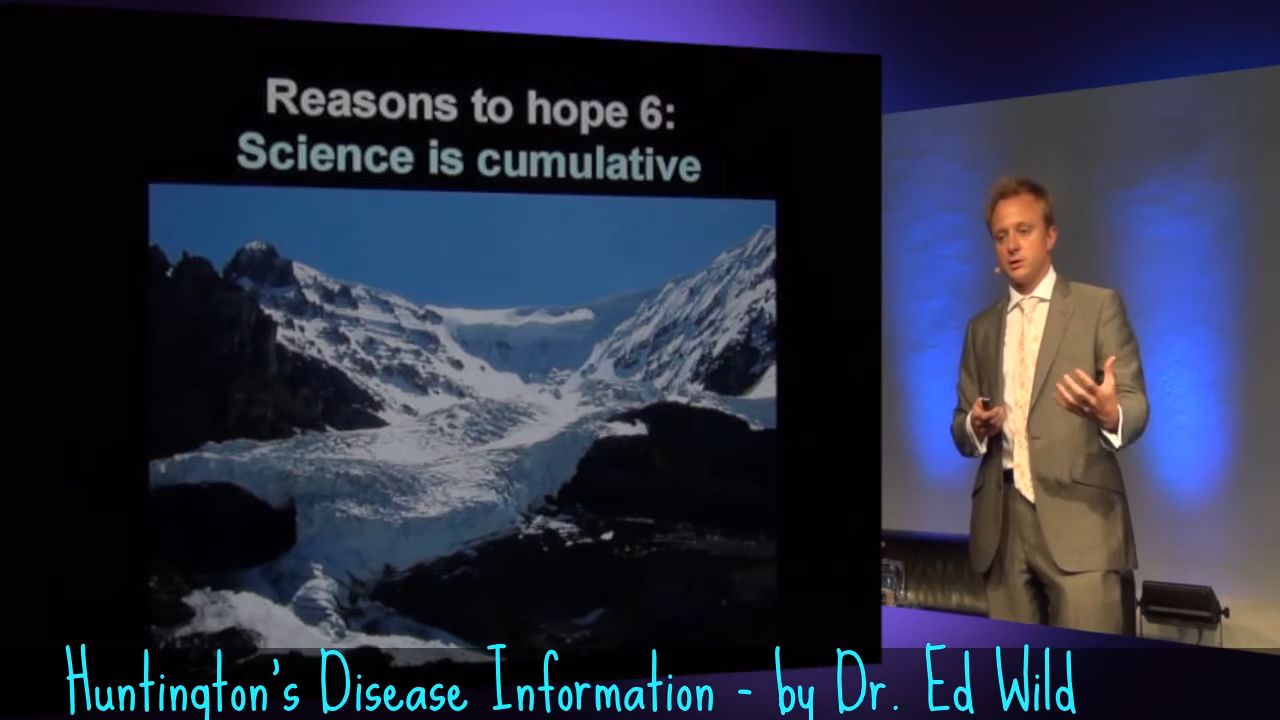 Reasons to hope 6:
Science is cumulative
Huntington's Disease Information - by Dr. Ed Wild